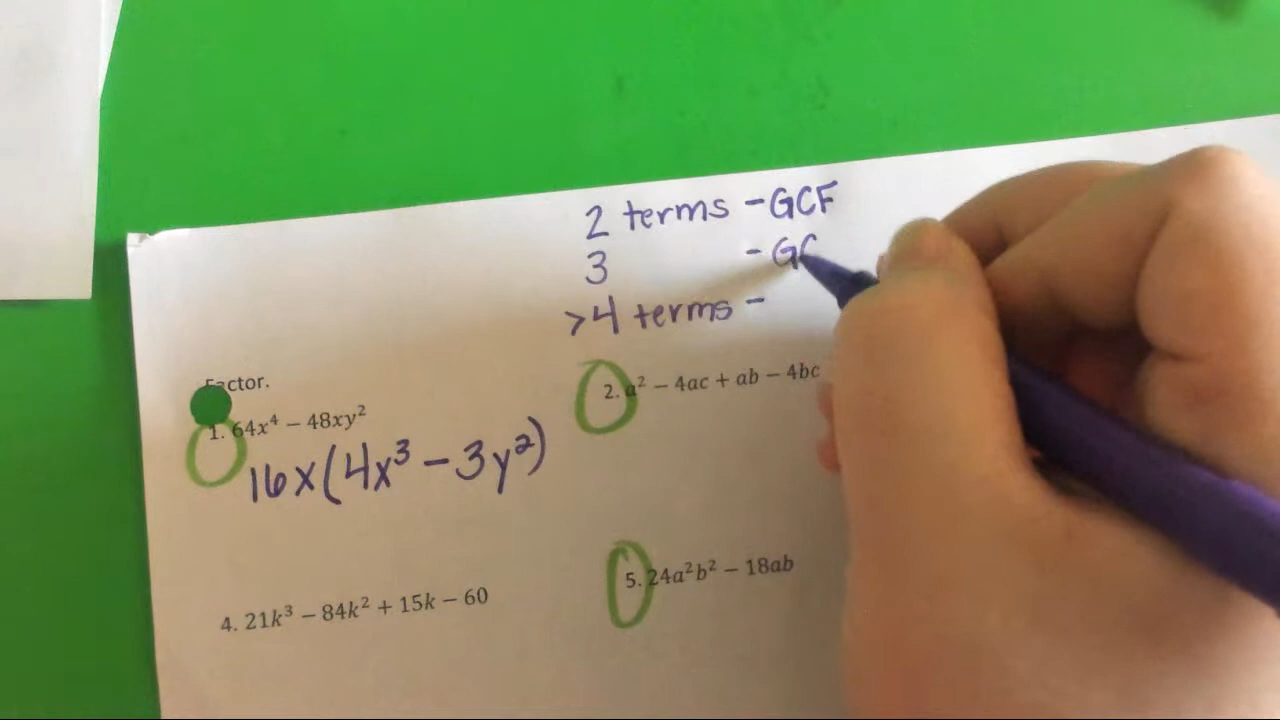 2 terms - GCF
3 - GC
>4 terms -
Factor.
1. 64x⁴ − 48xy²
16x(4x³ − 3y²)
2. a² − 4ac + ab − 4bc
4. 21k³ − 84k² + 15k − 60
5. 24a²b² − 18ab